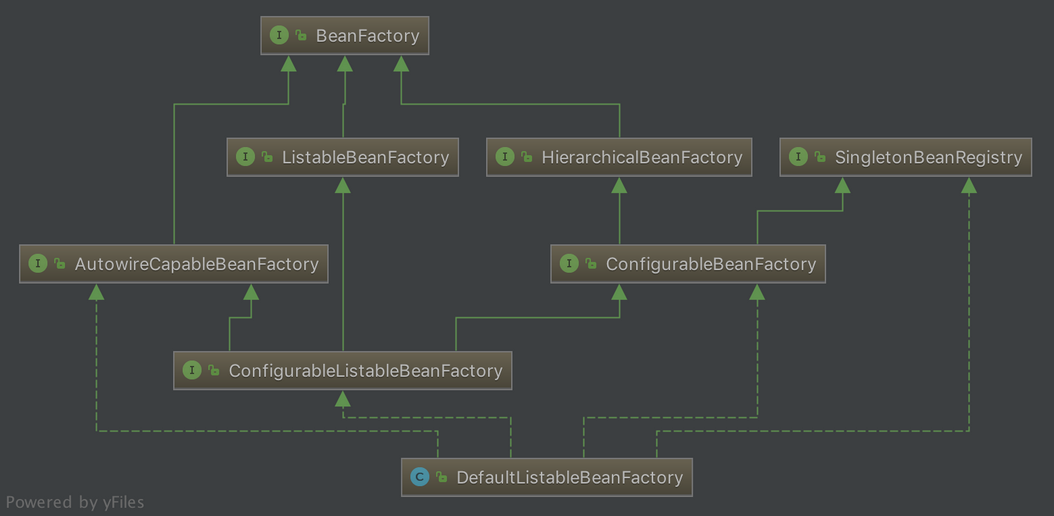 I BeanFactory
I ListableBeanFactory
I HierarchicalBeanFactory
I SingletonBeanRegistry
I AutowireCapableBeanFactory
I ConfigurableBeanFactory
I ConfigurableListableBeanFactory
C DefaultListableBeanFactory
Powered by yFiles